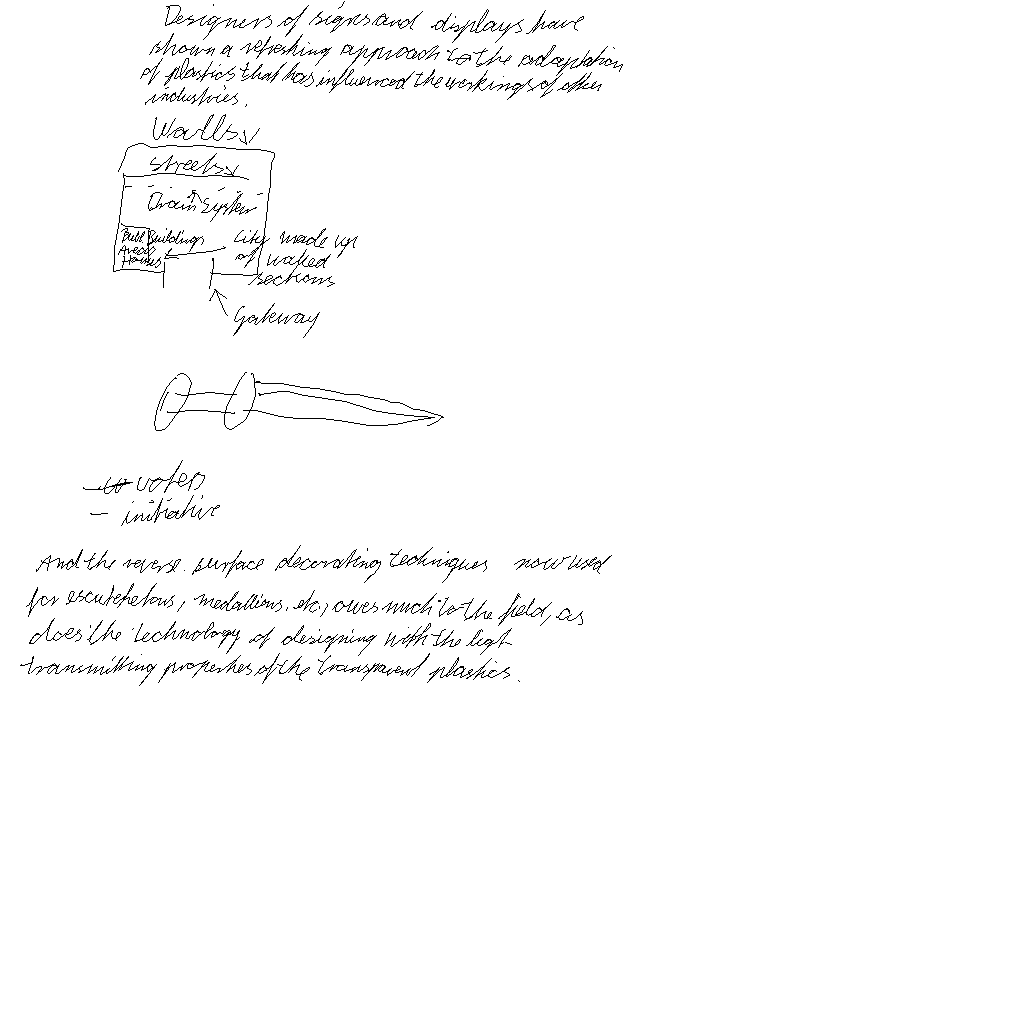 Designers of signs and displays have
shown a refreshing approach to the adaptation
of plastics that has influenced the workings of other
industries.
Walls
Streets
Drain System
Public Buildings
Areas
Houses
City made up
of walled
sections
Gateway
- voters
- initiative
And the reverse surface decorating techniques now used
for escutcheons, medallions, etc., owes much to the field, as
does the technology of designing with the light
transmitting properties of the transparent plastics.